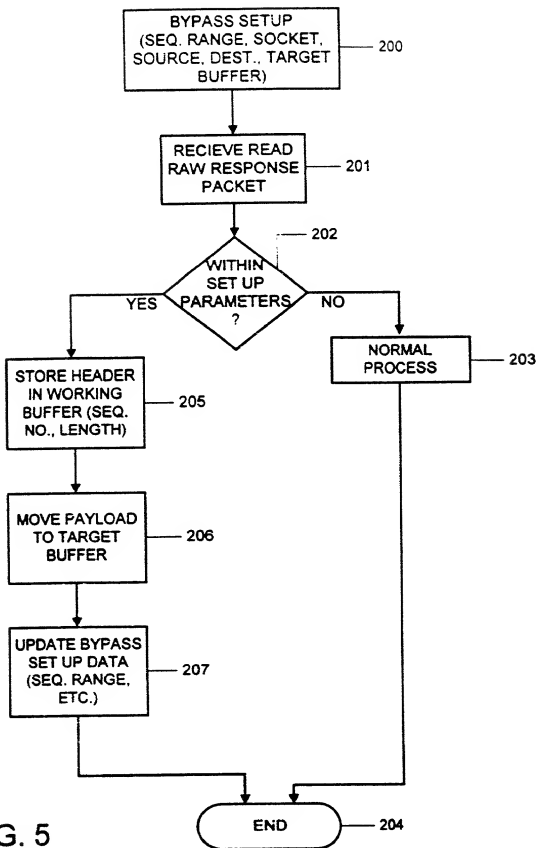 BYPASS SETUP
(SEQ. RANGE, SOCKET,
SOURCE, DEST., TARGET
BUFFER)
200
RECIEVE READ
RAW RESPONSE
PACKET
201
202
WITHIN
SET UP
PARAMETERS
?
YES
NO
NORMAL
PROCESS
203
STORE HEADER
IN WORKING
BUFFER (SEQ.
NO., LENGTH)
205
MOVE PAYLOAD
TO TARGET
BUFFER
206
UPDATE BYPASS
SET UP DATA
(SEQ. RANGE,
ETC.)
207
END
204
G. 5